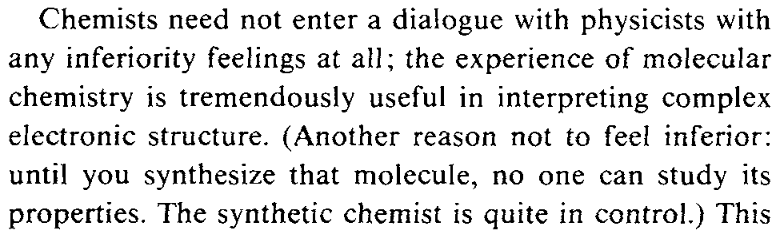 Chemists need not enter a dialogue with physicists with
any inferiority feelings at all; the experience of molecular
chemistry is tremendously useful in interpreting complex
electronic structure. (Another reason not to feel inferior:
until you synthesize that molecule, no one can study its
properties. The synthetic chemist is quite in control.) This